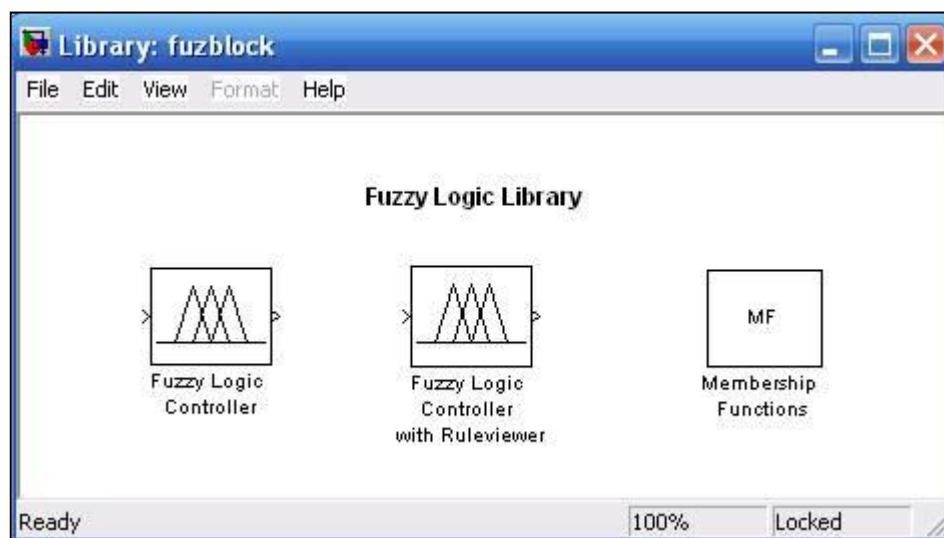 Library: fuzblock
File Edit View Format Help
Fuzzy Logic Library
MF
Fuzzy Logic
Controller
Fuzzy Logic
Controller
with Ruleviewer
Membership
Functions
Ready 100% Locked